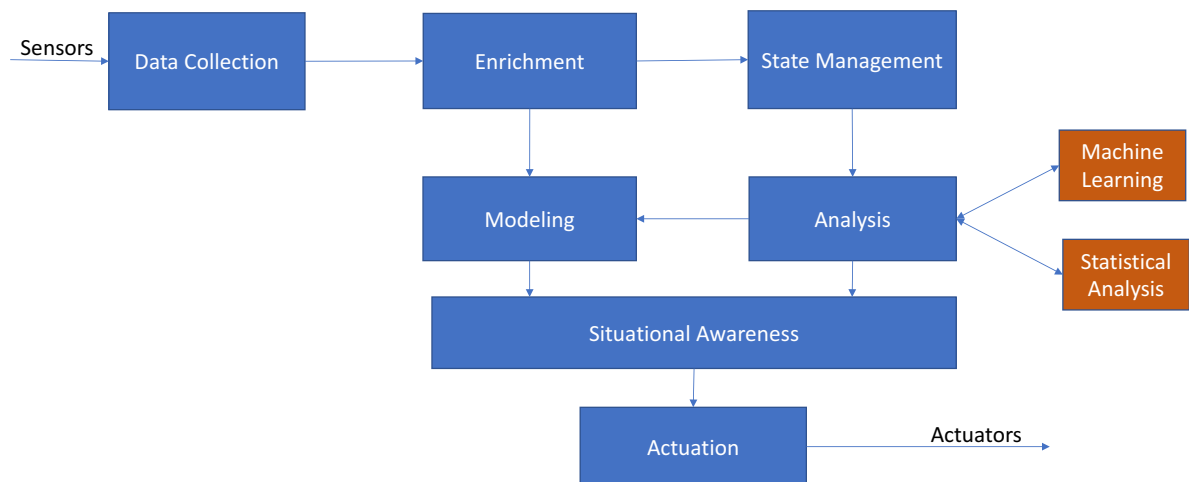 Sensors
Data Collection
Enrichment
State Management
Machine
Learning
Modeling
Analysis
Statistical
Analysis
Situational Awareness
Actuation
Actuators